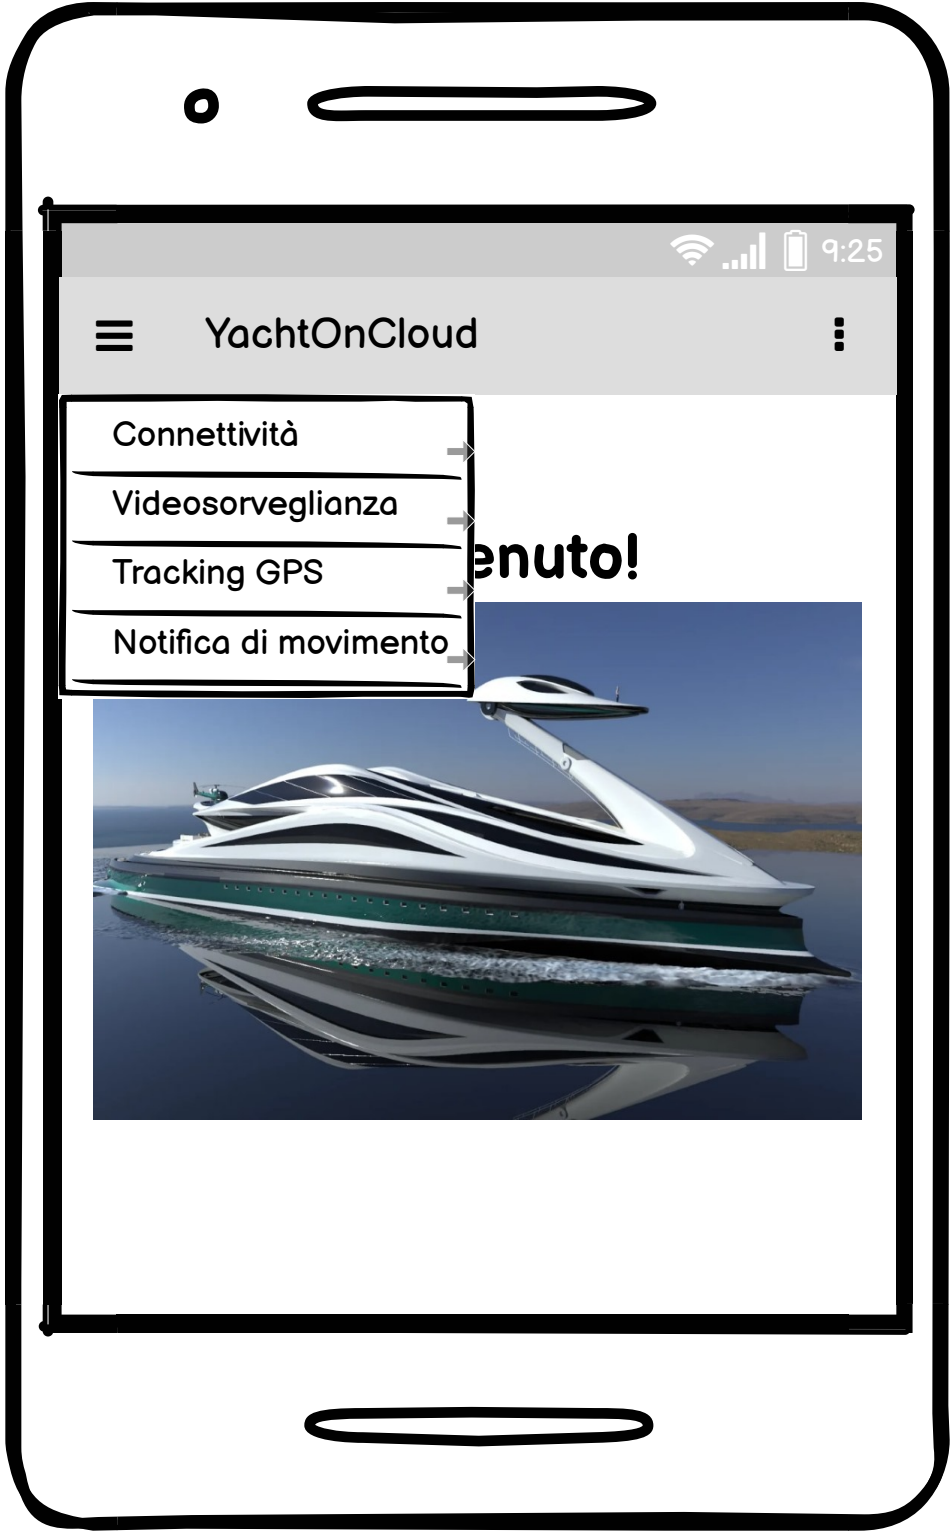 9:25
YachtOnCloud
Connettività
Videosorveglianza
enuto!
Tracking GPS
Notifica di movimento